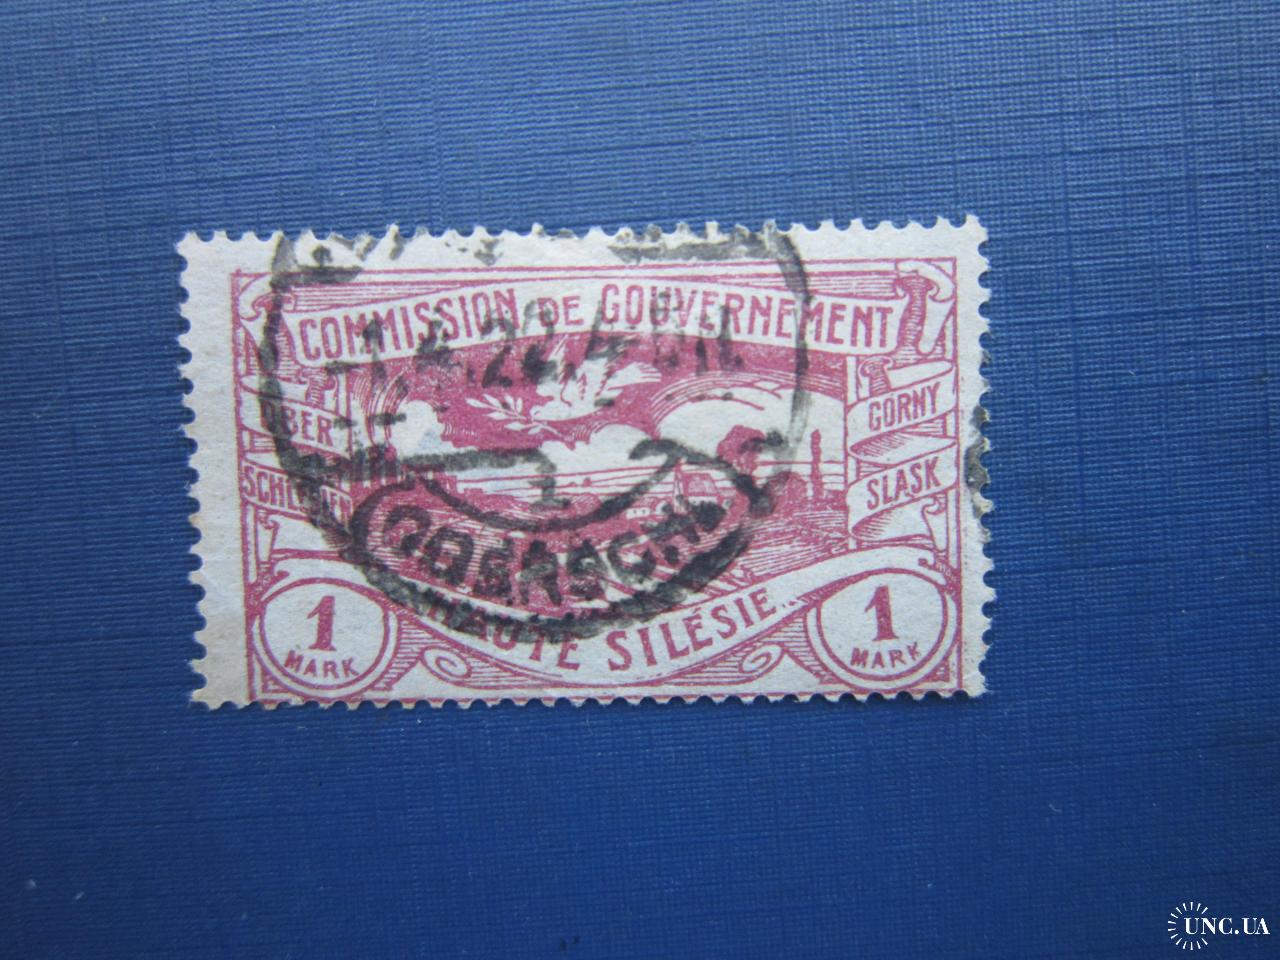 COMMISSION DE GOUVERNEMENT
OBER
SCHLESIEN
GORNY
SLASK
1
MARK
HAUTE SILÉSIE
1
MARK
UNC.UA